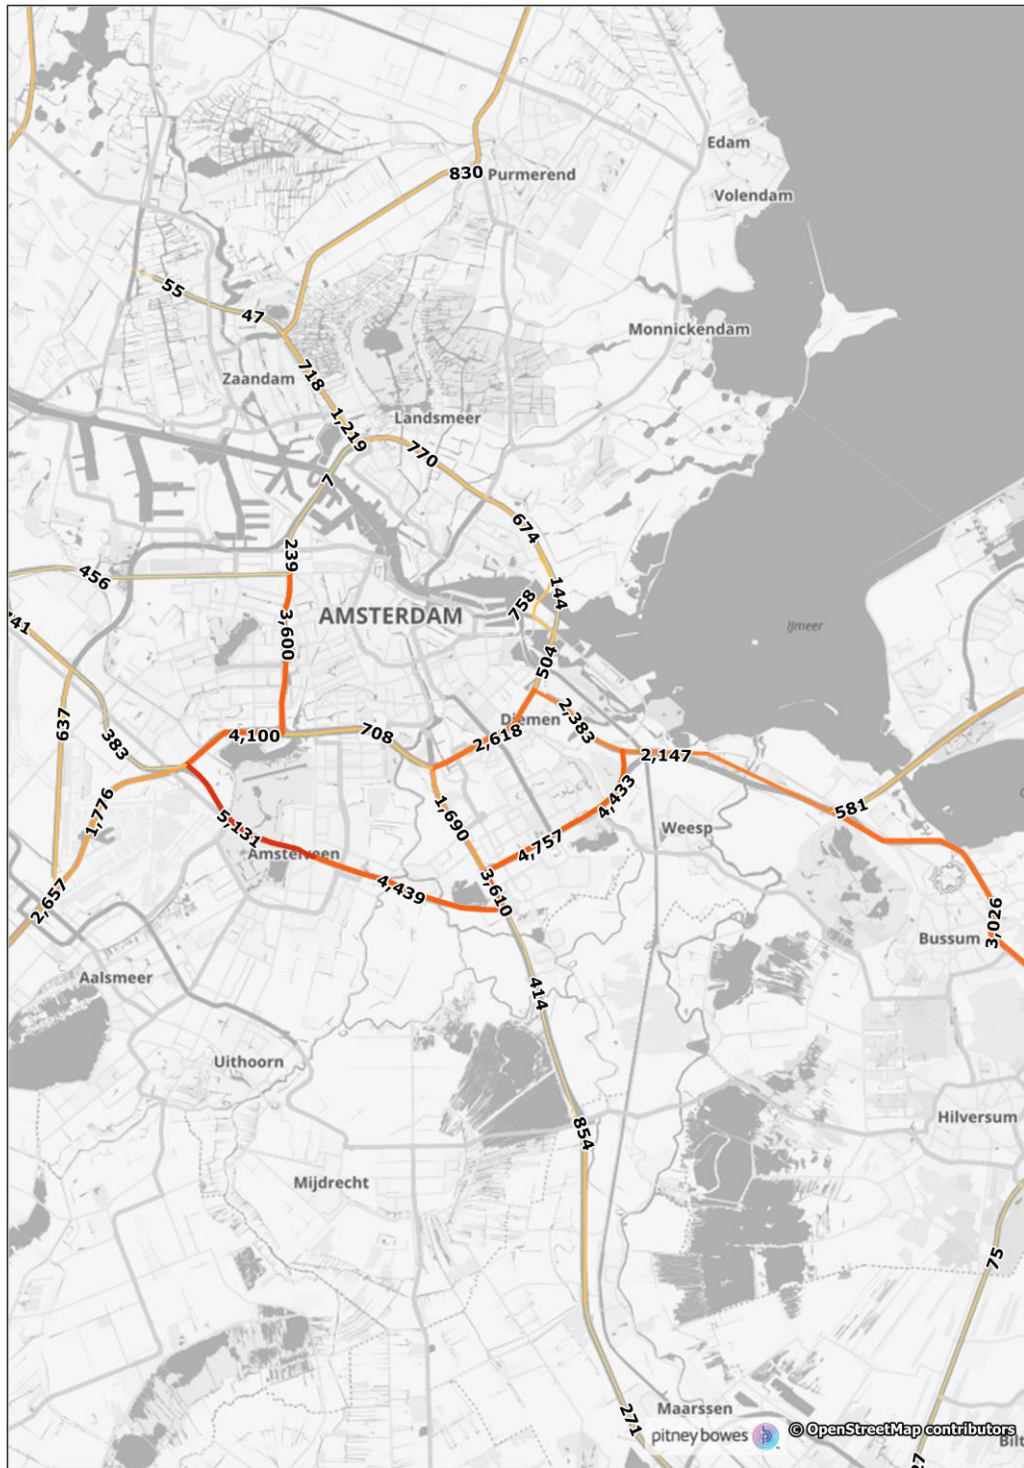 Edam
830
Purmerend
Volendam
55
47
Monnickendam
718
Zaandam
1,219
Landsmeer
770
7
674
239
456
144
758
AMSTERDAM
3,600
341
IJmeer
504
637
383
4,100
708
Diemen
2,383
2,618
2,147
1,776
1,690
4,433
581
5,131
Weesp
4,757
Amstelveen
2,657
4,439
3,610
3,026
Bussum
Aalsmeer
414
Uithoorn
854
Hilversum
Mijdrecht
75
271
Maarssen
pitney bowes
© OpenStreetMap contributors
Bilt